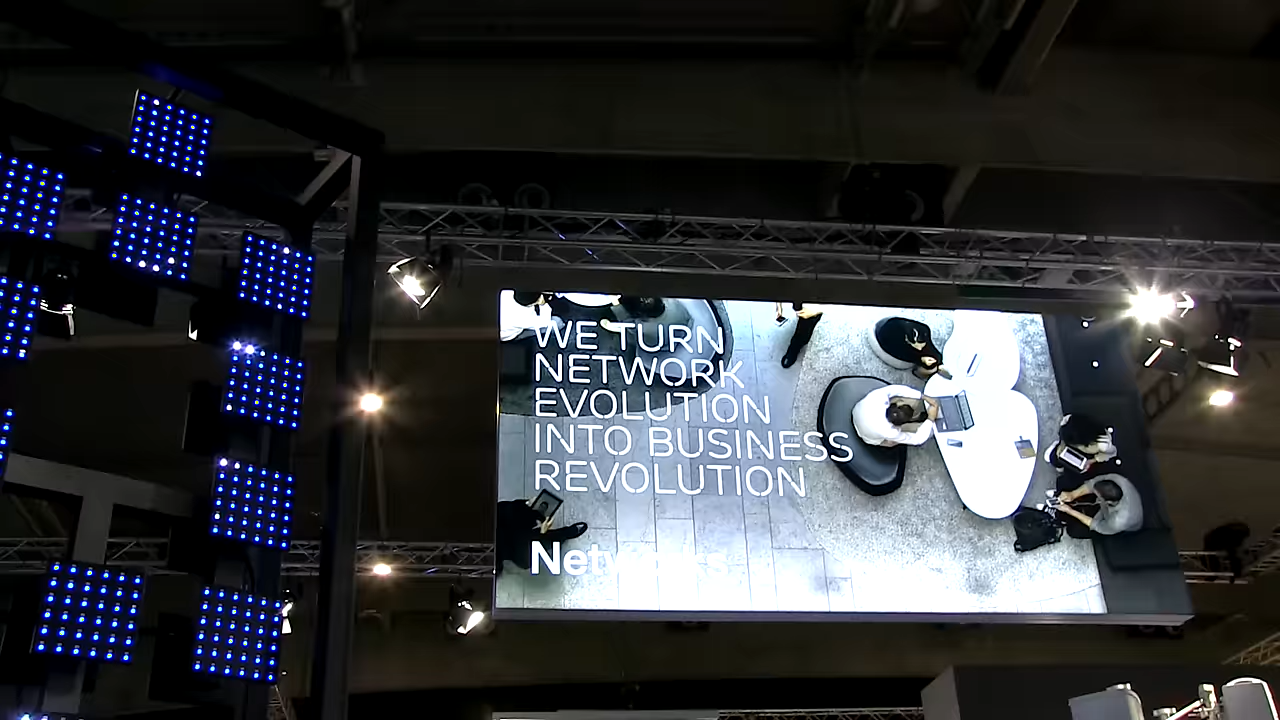 WE TURN
NETWORK
EVOLUTION
INTO BUSINESS
REVOLUTION